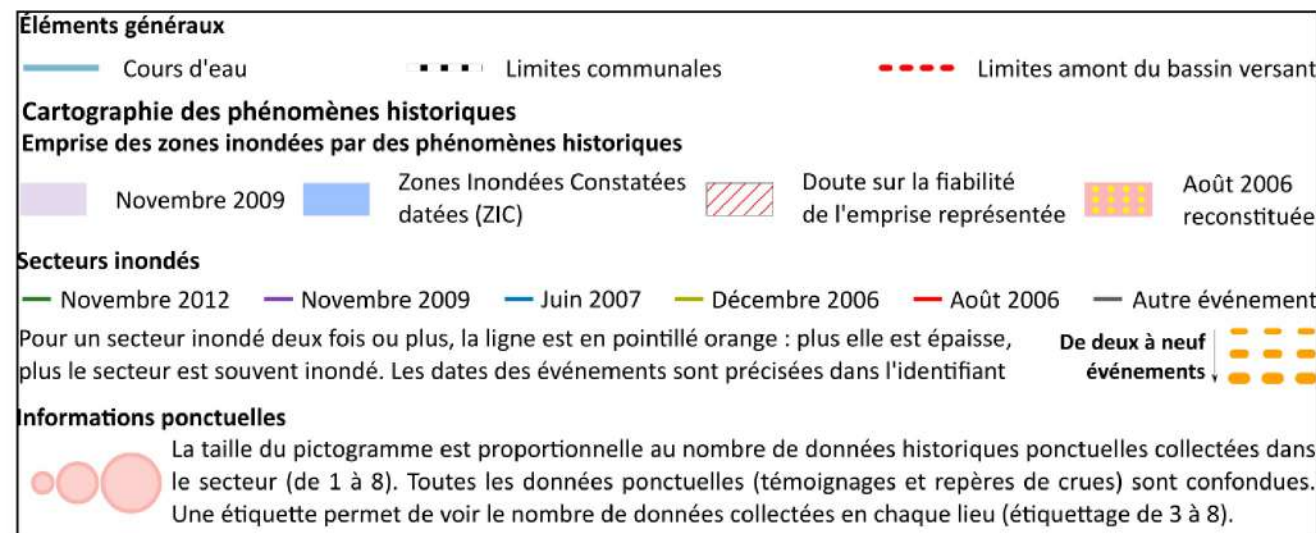 Éléments généraux
Cours d'eau Limites communales Limites amont du bassin versant
Cartographie des phénomènes historiques
Emprise des zones inondées par des phénomènes historiques
Novembre 2009
Zones Inondées Constatées
datées (ZIC)
Doute sur la fiabilité
de l'emprise représentée
Août 2006
reconstituée
Secteurs inondés
Novembre 2012 Novembre 2009 Juin 2007 Décembre 2006 Août 2006 Autre événement
Pour un secteur inondé deux fois ou plus, la ligne est en pointillé orange : plus elle est épaisse,
plus le secteur est souvent inondé. Les dates des événements sont précisées dans l'identifiant
De deux à neuf
événements
Informations ponctuelles
La taille du pictogramme est proportionnelle au nombre de données historiques ponctuelles collectées dans
le secteur (de 1 à 8). Toutes les données ponctuelles (témoignages et repères de crues) sont confondues.
Une étiquette permet de voir le nombre de données collectées en chaque lieu (étiquettage de 3 à 8).